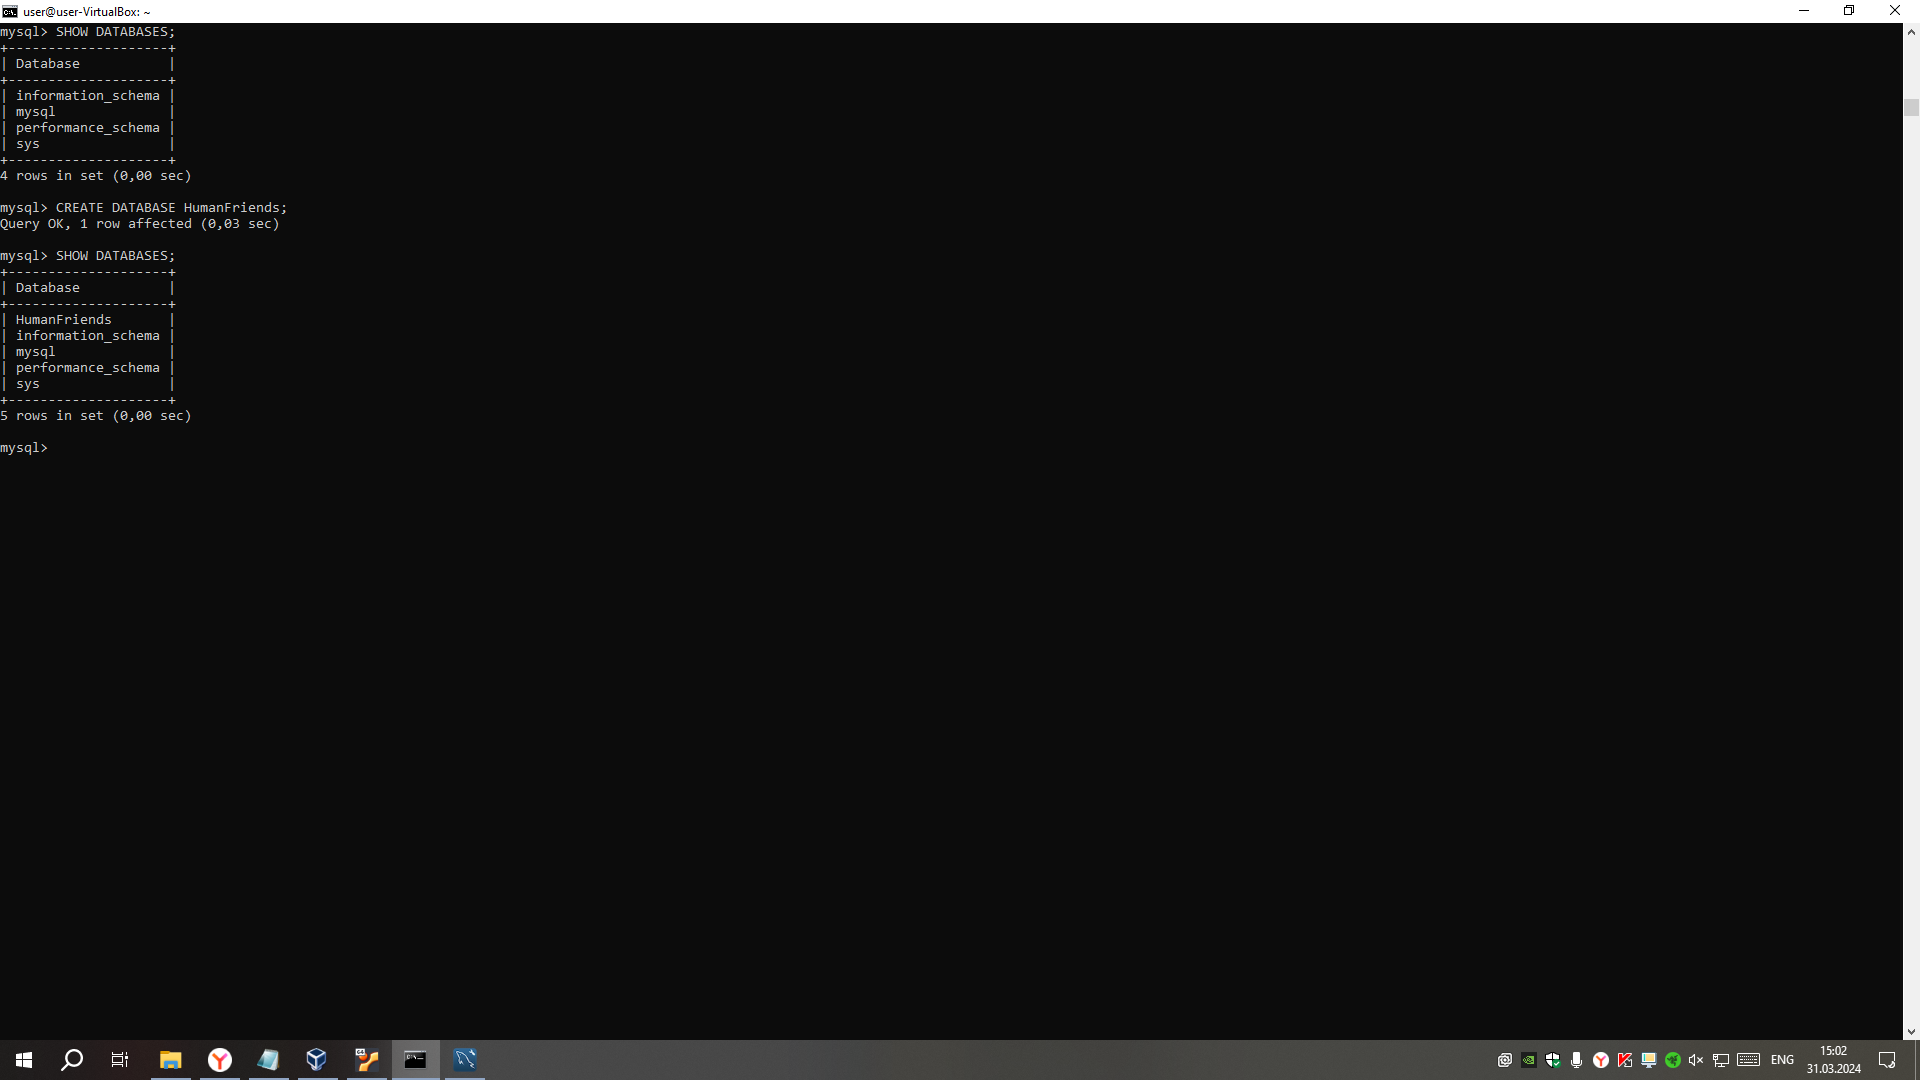 user@user-VirtualBox: ~
mysql> SHOW DATABASES;
+--------------------+
| Database           |
+--------------------+
| information_schema |
| mysql              |
| performance_schema |
| sys                |
+--------------------+
4 rows in set (0,00 sec)
mysql> CREATE DATABASE HumanFriends;
Query OK, 1 row affected (0,03 sec)
mysql> SHOW DATABASES;
+--------------------+
| Database           |
+--------------------+
| HumanFriends       |
| information_schema |
| mysql              |
| performance_schema |
| sys                |
+--------------------+
5 rows in set (0,00 sec)
mysql>
ENG
15:02
31.03.2024